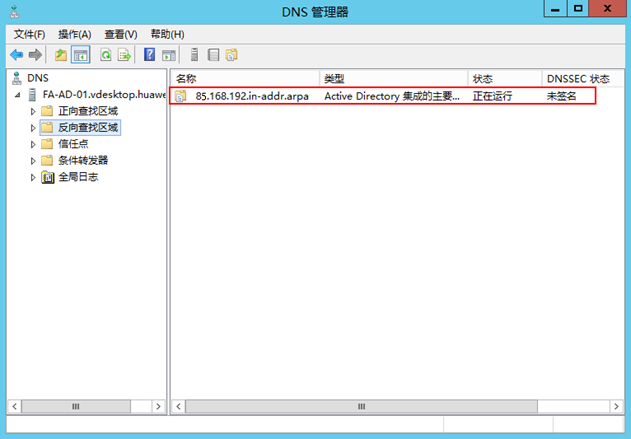 DNS 管理器
文件(F) 操作(A) 查看(V) 帮助(H)
DNS
FA-AD-01.vdesktop.huawe
正向查找区域
反向查找区域
信任点
条件转发器
全局日志
名称 类型 状态 DNSSEC 状态
85.168.192.in-addr.arpa Active Directory 集成的主要... 正在运行 未签名